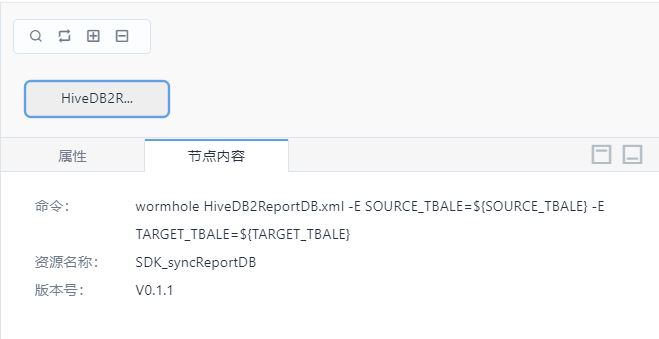 HiveDB2R...
属性
节点内容
命令: wormhole HiveDB2ReportDB.xml -E SOURCE_TBALE=${SOURCE_TBALE} -E
TARGET_TBALE=${TARGET_TBALE}
资源名称: SDK_syncReportDB
版本号: V0.1.1